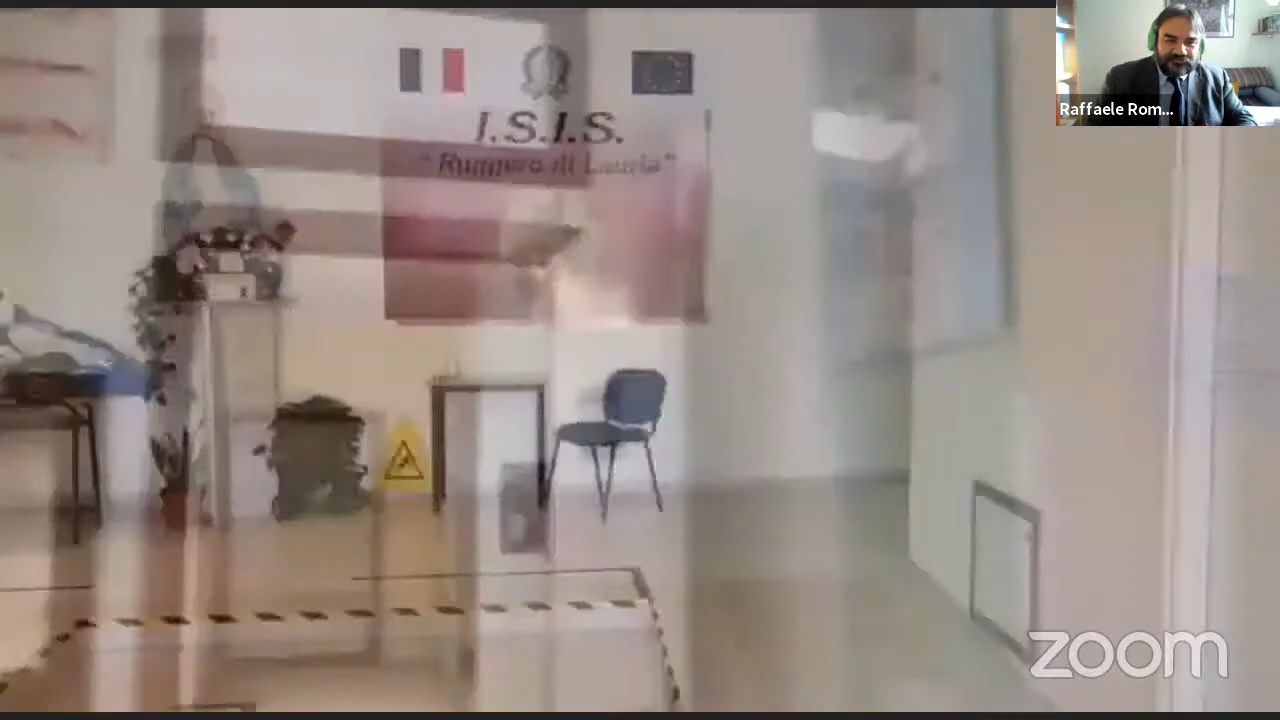 Raffaele Rom...
I.S.I.S.
"Ruggero di Lauria"
zoom